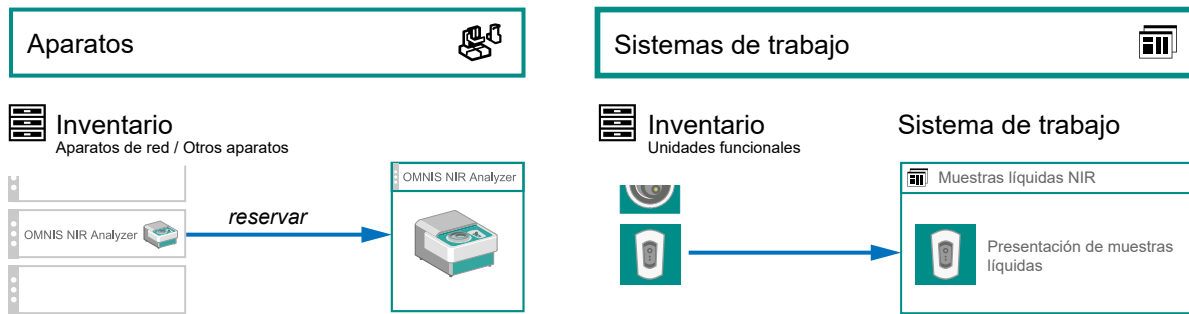 Aparatos
Inventario
Aparatos de red / Otros aparatos
OMNIS NIR Analyzer
reservar
OMNIS NIR Analyzer
Sistemas de trabajo
Inventario
Unidades funcionales
Sistema de trabajo
Muestras líquidas NIR
Presentación de muestras
líquidas